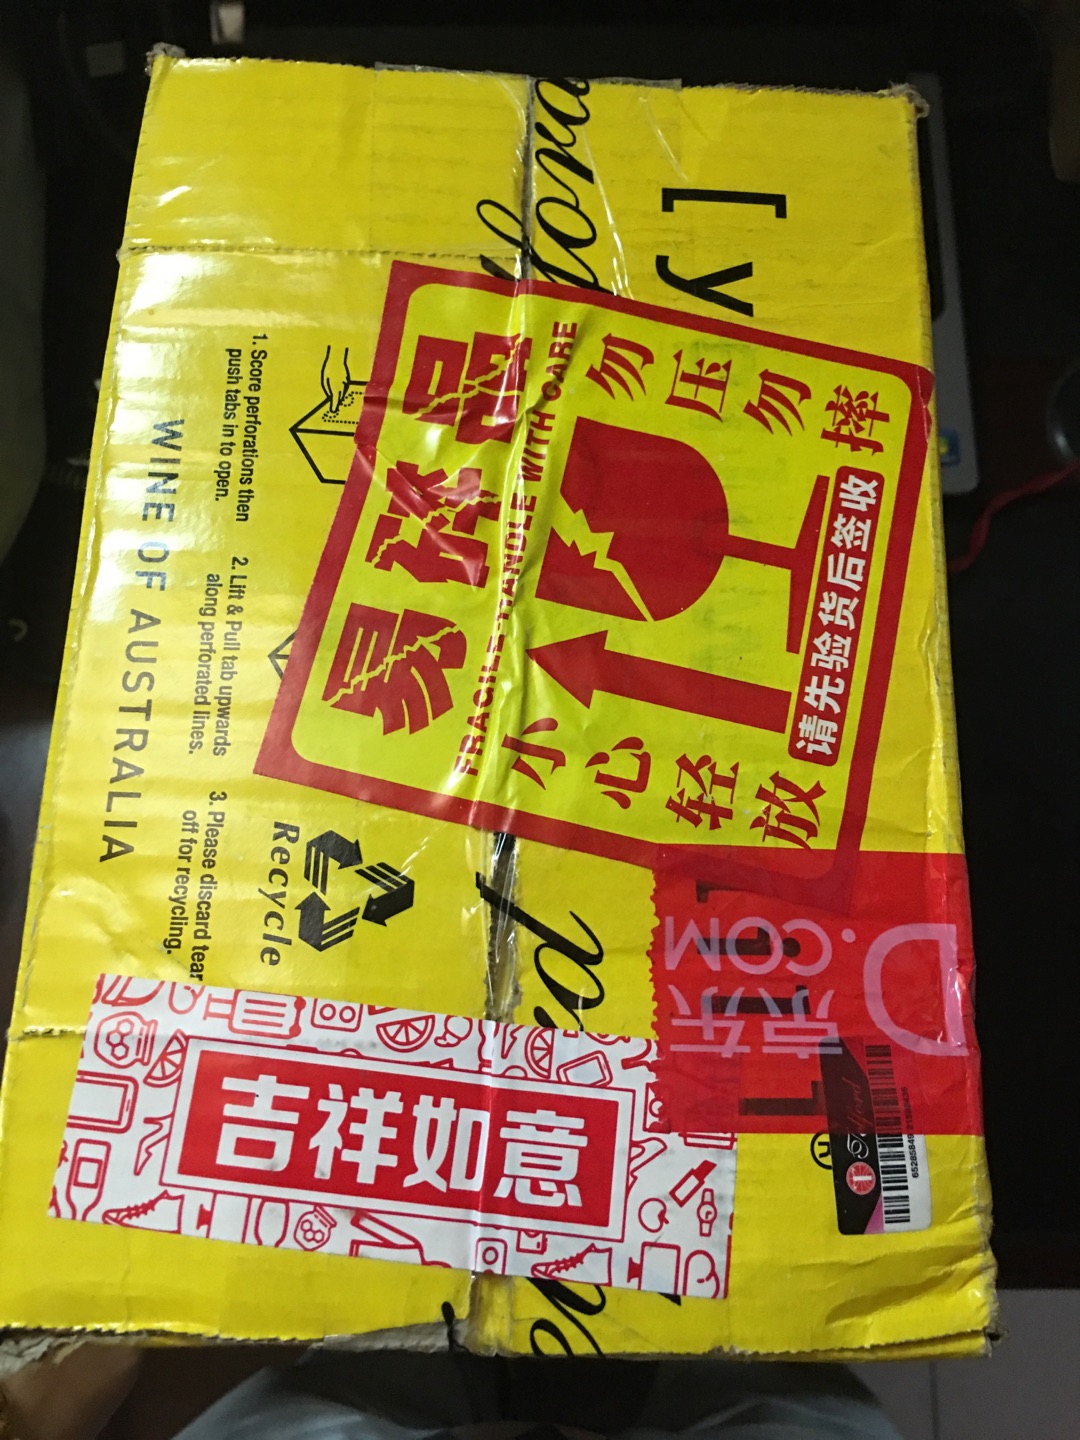 [ y
1. Score perforations then
push tabs in to open.
2. Lift & Pull tab upwards
along perforated lines.
3. Please discard tear
off for recycling.
WINE OF AUSTRALIA
Recycle
易碎品
FRAGILE HANDLE WITH CARE
勿压勿摔
小心轻放
请先验货后签收
D.COM
京东
吉祥如意